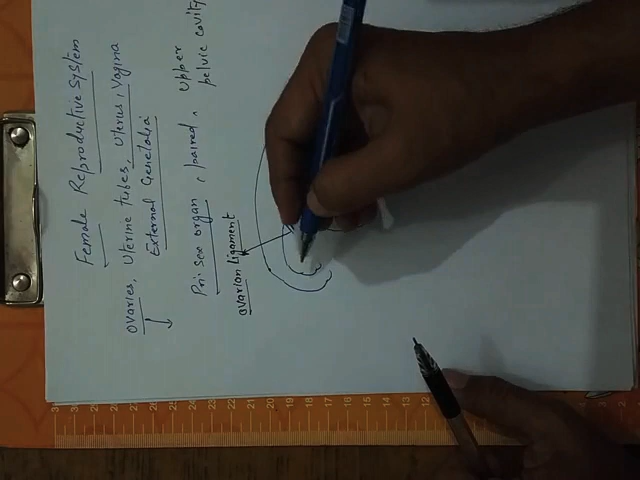 Female Reproductive System
Ovaries, Uterine tubes, Uterus, Vagina
External Genetalia
Pri sex organ, paired, Upper
pelvic cavity
ovarian ligament